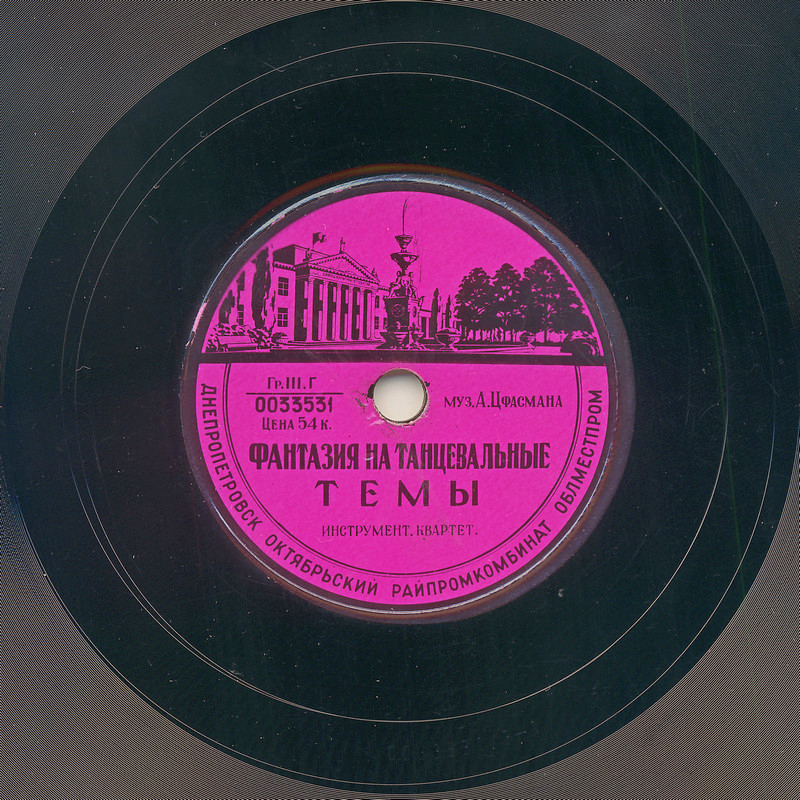 Гр.III.Г
0033531
Цена 54 к.
муз.А.Цфасмана
ФАНТАЗИЯ НА ТАНЦЕВАЛЬНЫЕ
ТЕМЫ
ИНСТРУМЕНТ. КВАРТЕТ.
ДНЕПРОПЕТРОВСК ОКТЯБРЬСКИЙ РАЙПРОМКОМБИНАТ ОБЛМЕСТПРОМ